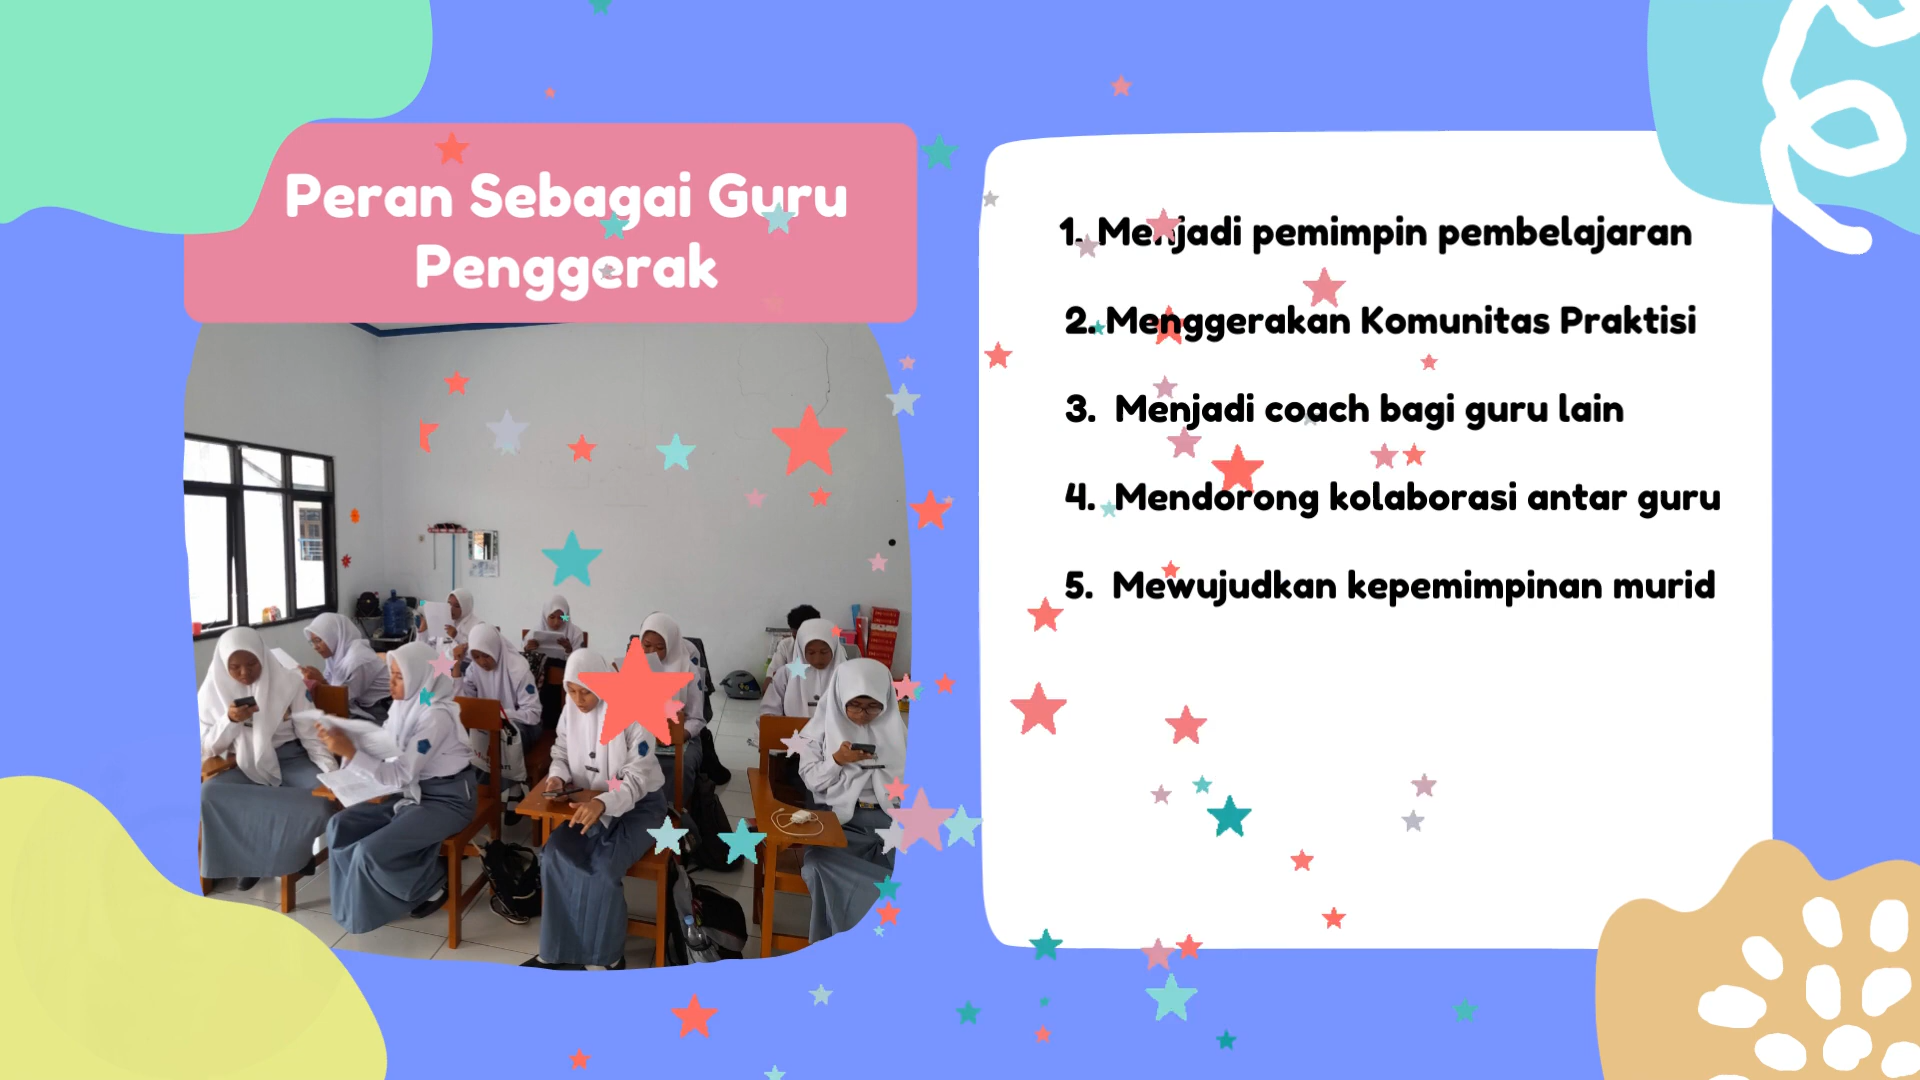 Peran Sebagai Guru
Penggerak
1. Menjadi pemimpin pembelajaran
2. Menggerakan Komunitas Praktisi
3. Menjadi coach bagi guru lain
4. Mendorong kolaborasi antar guru
5. Mewujudkan kepemimpinan murid